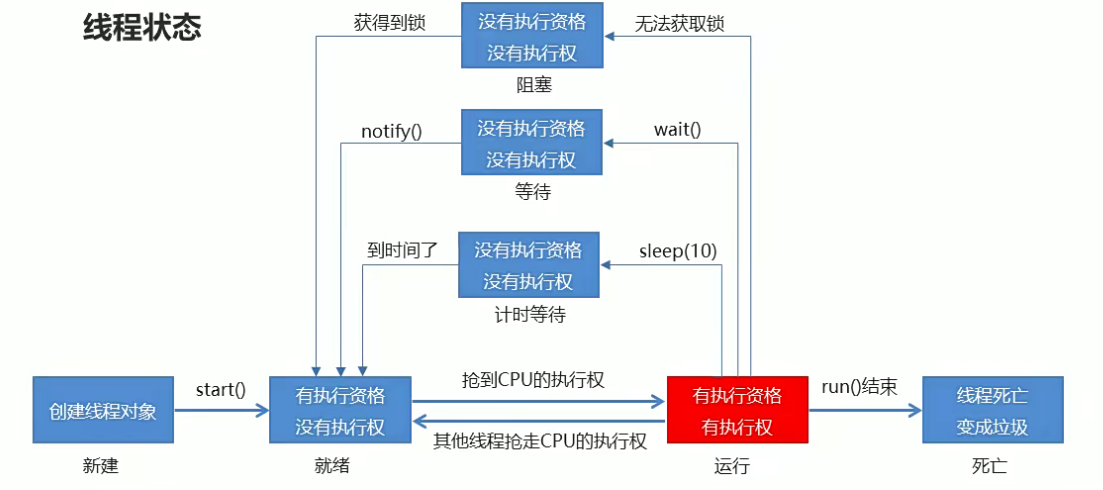 线程状态
获得到锁
没有执行资格
没有执行权
无法获取锁
阻塞
notify()
没有执行资格
没有执行权
wait()
等待
到时间了
没有执行资格
没有执行权
sleep(10)
计时等待
创建线程对象
start()
有执行资格
没有执行权
抢到CPU的执行权
其他线程抢走CPU的执行权
有执行资格
有执行权
run()结束
线程死亡
变成垃圾
新建
就绪
运行
死亡